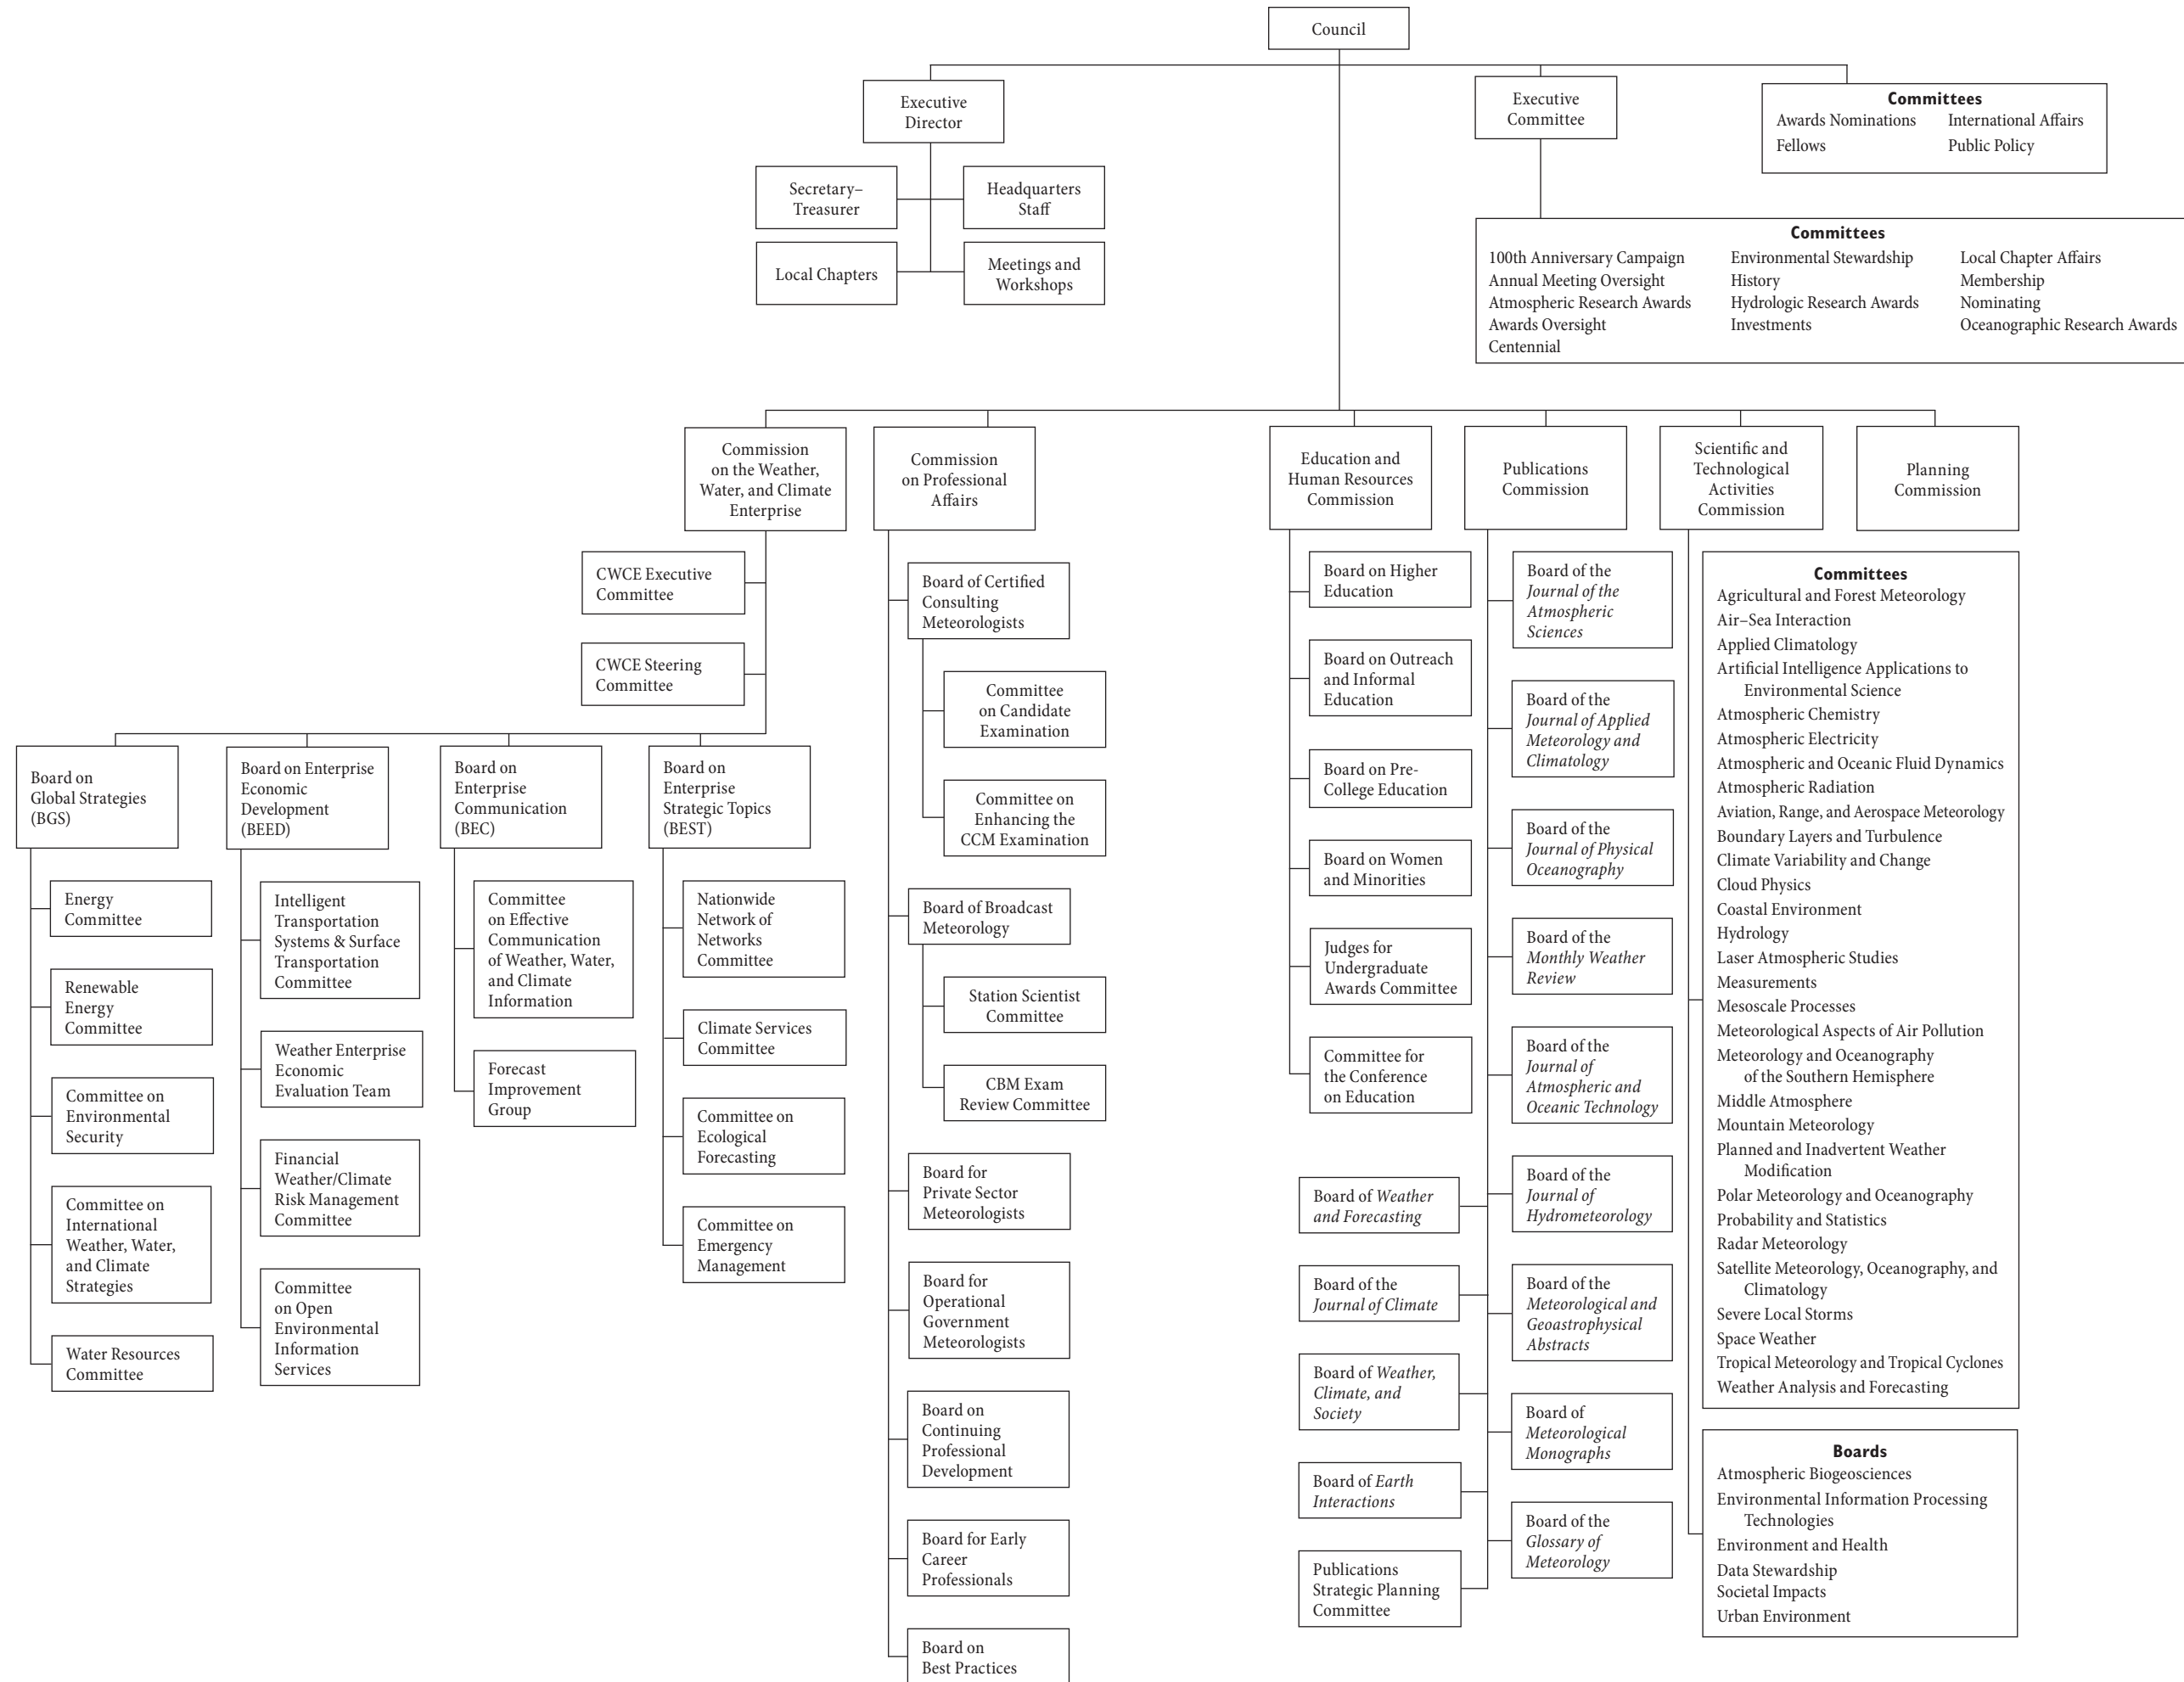 Council
Executive
Director
Secretary–
Treasurer
Headquarters
Staff
Local Chapters
Meetings and
Workshops
Executive
Committee
Committees
Awards Nominations
Fellows
International Affairs
Public Policy
Committees
100th Anniversary Campaign
Annual Meeting Oversight
Atmospheric Research Awards
Awards Oversight
Centennial
Environmental Stewardship
History
Hydrologic Research Awards
Investments
Local Chapter Affairs
Membership
Nominating
Oceanographic Research Awards
Commission
on the Weather,
Water, and Climate
Enterprise
CWCE Executive
Committee
CWCE Steering
Committee
Board on
Global Strategies
(BGS)
Energy
Committee
Renewable
Energy
Committee
Committee on
Environmental
Security
Committee on
International
Weather, Water,
and Climate
Strategies
Water Resources
Committee
Board on Enterprise
Economic
Development
(BEED)
Intelligent
Transportation
Systems & Surface
Transportation
Committee
Weather Enterprise
Economic
Evaluation Team
Financial
Weather/Climate
Risk Management
Committee
Committee
on Open
Environmental
Information
Services
Board on
Enterprise
Communication
(BEC)
Committee
on Effective
Communication
of Weather, Water,
and Climate
Information
Forecast
Improvement
Group
Board on
Enterprise
Strategic Topics
(BEST)
Nationwide
Network of
Networks
Committee
Climate Services
Committee
Committee on
Ecological
Forecasting
Committee on
Emergency
Management
Commission
on Professional
Affairs
Board of Certified
Consulting
Meteorologists
Committee
on Candidate
Examination
Committee on
Enhancing the
CCM Examination
Board of Broadcast
Meteorology
Station Scientist
Committee
CBM Exam
Review Committee
Board for
Private Sector
Meteorologists
Board for
Operational
Government
Meteorologists
Board on
Continuing
Professional
Development
Board for Early
Career
Professionals
Board on
Best Practices
Education and
Human Resources
Commission
Board on Higher
Education
Board on Outreach
and Informal
Education
Board on Pre-
College Education
Board on Women
and Minorities
Judges for
Undergraduate
Awards Committee
Committee for
the Conference
on Education
Publications
Commission
Board of the
Journal of the
Atmospheric
Sciences
Board of the
Journal of Applied
Meteorology and
Climatology
Board of the
Journal of Physical
Oceanography
Board of the
Monthly Weather
Review
Board of the
Journal of
Atmospheric and
Oceanic Technology
Board of the
Journal of
Hydrometeorology
Board of the
Meteorological and
Geoastrophysical
Abstracts
Board of
Meteorological
Monographs
Board of the
Glossary of
Meteorology
Board of Weather
and Forecasting
Board of the
Journal of Climate
Board of Weather,
Climate, and
Society
Board of Earth
Interactions
Publications
Strategic Planning
Committee
Scientific and
Technological
Activities
Commission
Committees
Agricultural and Forest Meteorology
Air–Sea Interaction
Applied Climatology
Artificial Intelligence Applications to
Environmental Science
Atmospheric Chemistry
Atmospheric Electricity
Atmospheric and Oceanic Fluid Dynamics
Atmospheric Radiation
Aviation, Range, and Aerospace Meteorology
Boundary Layers and Turbulence
Climate Variability and Change
Cloud Physics
Coastal Environment
Hydrology
Laser Atmospheric Studies
Measurements
Mesoscale Processes
Meteorological Aspects of Air Pollution
Meteorology and Oceanography
of the Southern Hemisphere
Middle Atmosphere
Mountain Meteorology
Planned and Inadvertent Weather
Modification
Polar Meteorology and Oceanography
Probability and Statistics
Radar Meteorology
Satellite Meteorology, Oceanography, and
Climatology
Severe Local Storms
Space Weather
Tropical Meteorology and Tropical Cyclones
Weather Analysis and Forecasting
Boards
Atmospheric Biogeosciences
Environmental Information Processing
Technologies
Environment and Health
Data Stewardship
Societal Impacts
Urban Environment
Planning
Commission